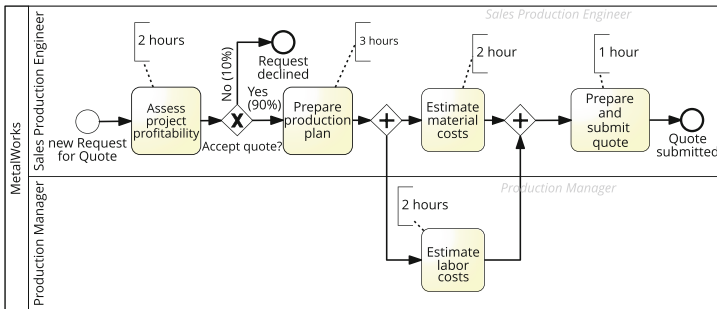 MetalWorks
Sales Production Engineer
Sales Production Engineer
2 hours
No (10%)
Request
declined
3 hours
2 hour
1 hour
new Request
for Quote
Assess
project
profitability
X
Accept quote?
Yes
(90%)
Prepare
production
plan
Estimate
material
costs
Prepare
and
submit
quote
Quote
submitted
Production Manager
Production Manager
2 hours
Estimate
labor
costs